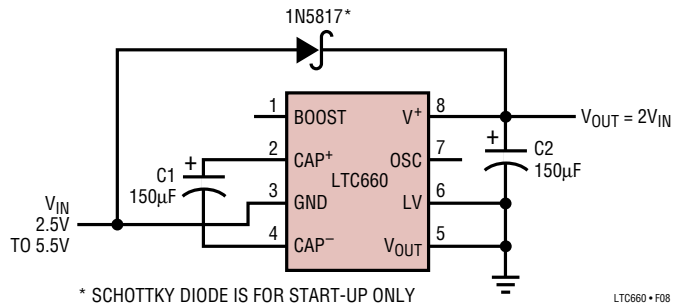 1N5817*
1 BOOST V+ 8
2 CAP+ OSC 7
LTC660
3 GND LV 6
4 CAP– VOUT 5
+
C1
150µF
VIN
2.5V
TO 5.5V
VOUT = 2VIN
+
C2
150µF
* SCHOTTKY DIODE IS FOR START-UP ONLY
LTC660 • F08